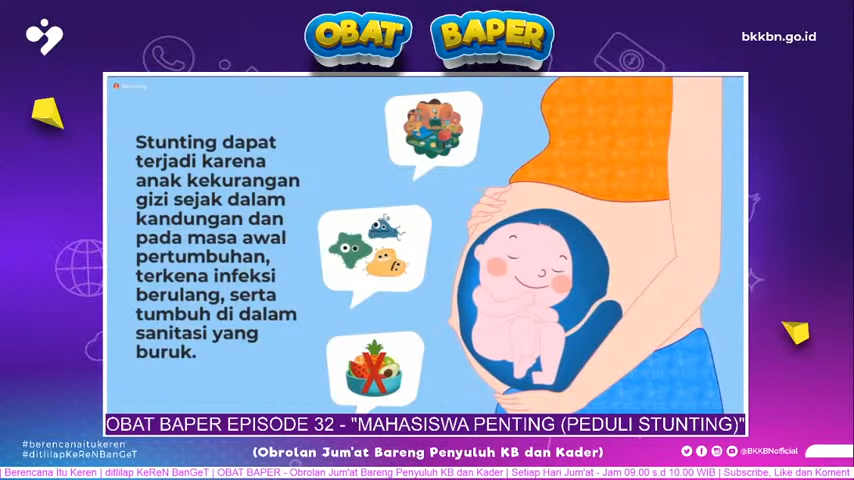 OBAT BAPER
bkkbn.go.id
Stunting dapat
terjadi karena
anak kekurangan
gizi sejak dalam
kandungan dan
pada masa awal
pertumbuhan,
terkena infeksi
berulang, serta
tumbuh di dalam
sanitasi yang
buruk.
OBAT BAPER EPISODE 32 - "MAHASISWA PENTING (PEDULI STUNTING)"
#berencanaitukeren
#ditlilapKeReNBanGeT
(Obrolan Jum'at Bareng Penyuluh KB dan Kader)
@BKKBNofficial
| Berencana Itu Keren | ditlilap KeReN BanGeT | OBAT BAPER - Obrolan Jum'at Bareng Penyuluh KB dan Kader | Setiap Hari Jum'at - Jam 09.00 s.d 10.00 WIB | Subscribe, Like dan Koment